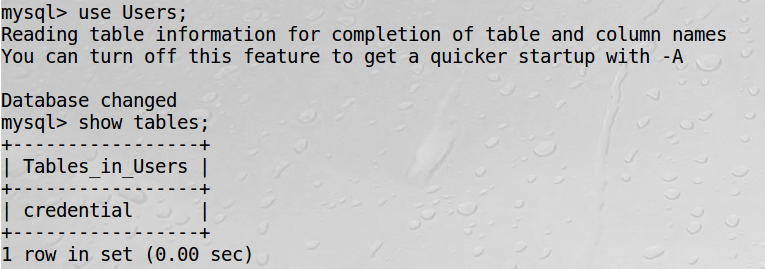 mysql> use Users;
Reading table information for completion of table and column names
You can turn off this feature to get a quicker startup with -A
Database changed
mysql> show tables;
+-----------------+
| Tables_in_Users |
+-----------------+
| credential      |
+-----------------+
1 row in set (0.00 sec)